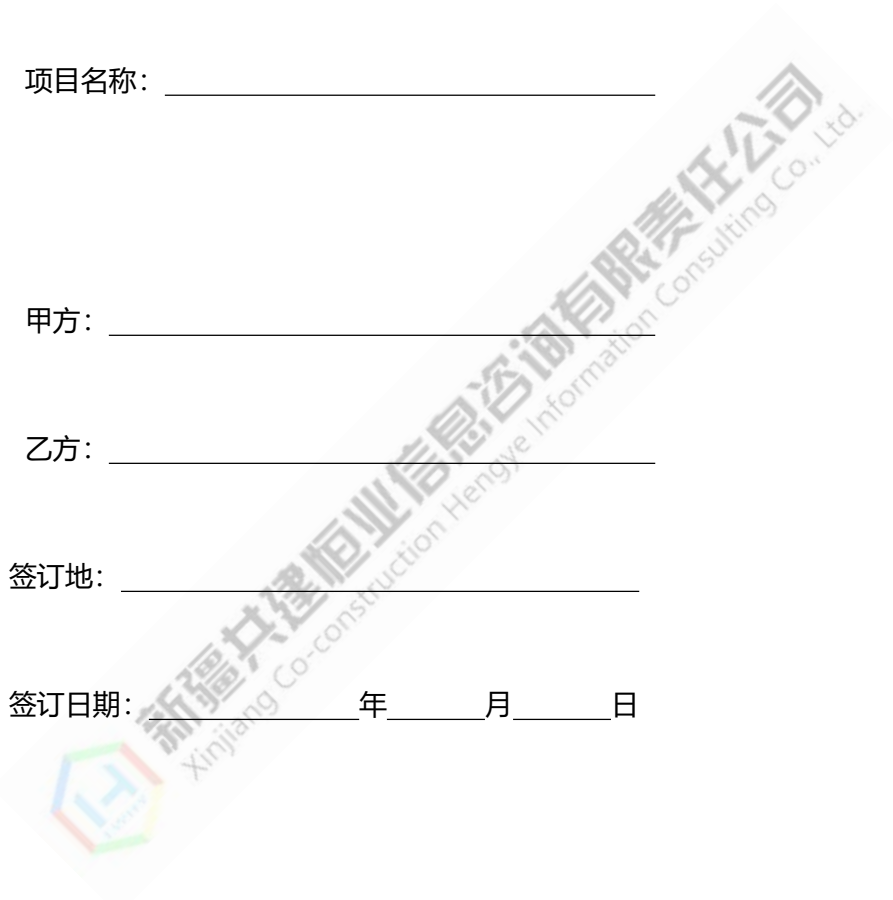 项目名称：
甲方：
乙方：
签订地：
签订日期： 年 月 日
新疆共建恒业信息咨询有限责任公司
Xinjiang Co-construction Hengye Information Consulting Co., Ltd.